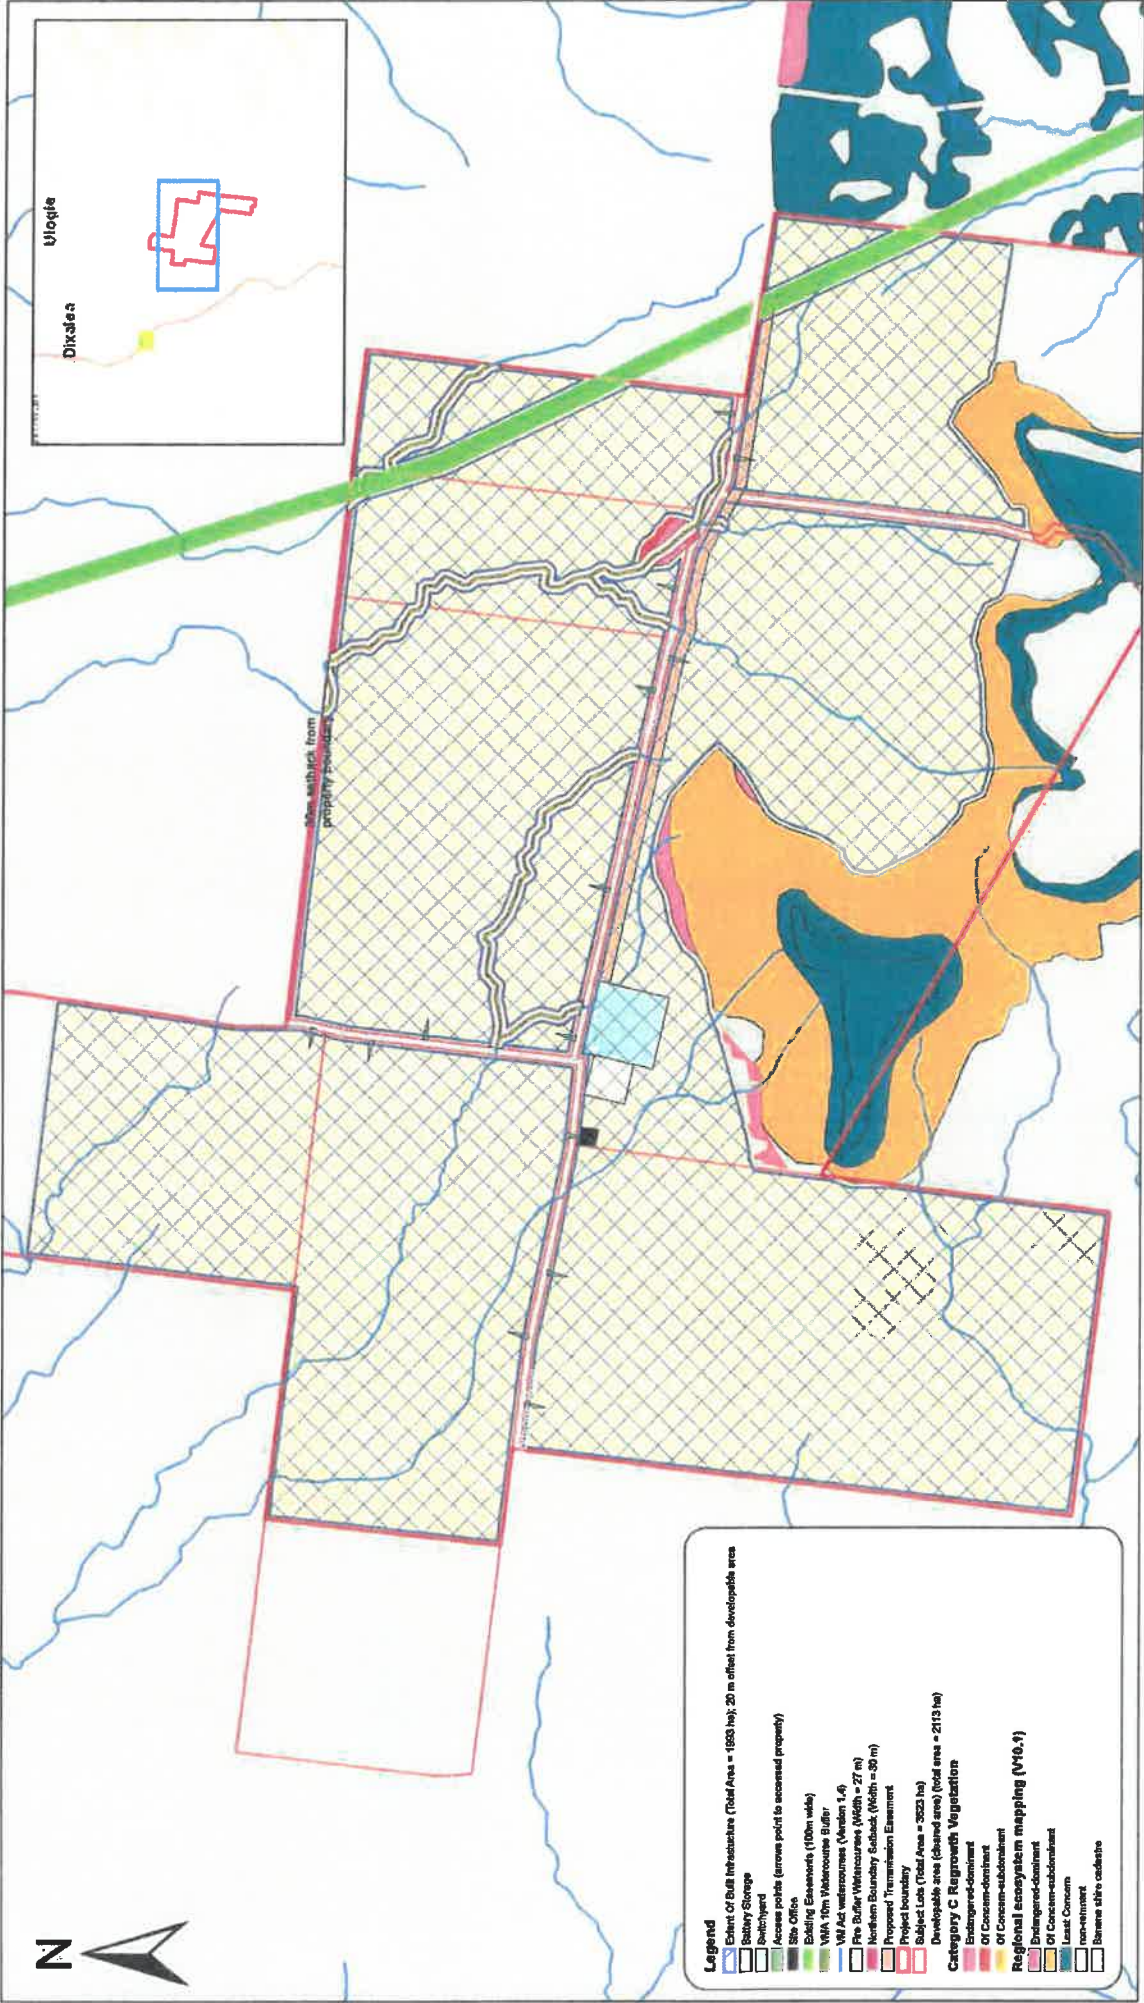 N
Dixalea
Ulogie
30m setback from
property boundary
Legend
Extent Of Built Infrastructure (Total Area = 1993 ha); 20 m offset from developable area
Battery Storage
Switchyard
Access points (arrows point to accessed property)
Site Office
Existing Easements (100m wide)
VMA 10m Watercourse Buffer
VM Act watercourses (Version 1.4)
Fire Buffer Watercourses (Width = 27 m)
Northern Boundary Setback (Width = 30 m)
Proposed Transmission Easement
Project boundary
Subject Lots (Total Area = 3623 ha)
Developable area (cleared area) (total area = 2113 ha)
Category C Regrowth Vegetation
Endangered-dominant
Of Concern-dominant
Of Concern-subdominant
Regional ecosystem mapping (V10.1)
Endangered-dominant
Of Concern-subdominant
Least Concern
non-remnant
Banana shire cadastre